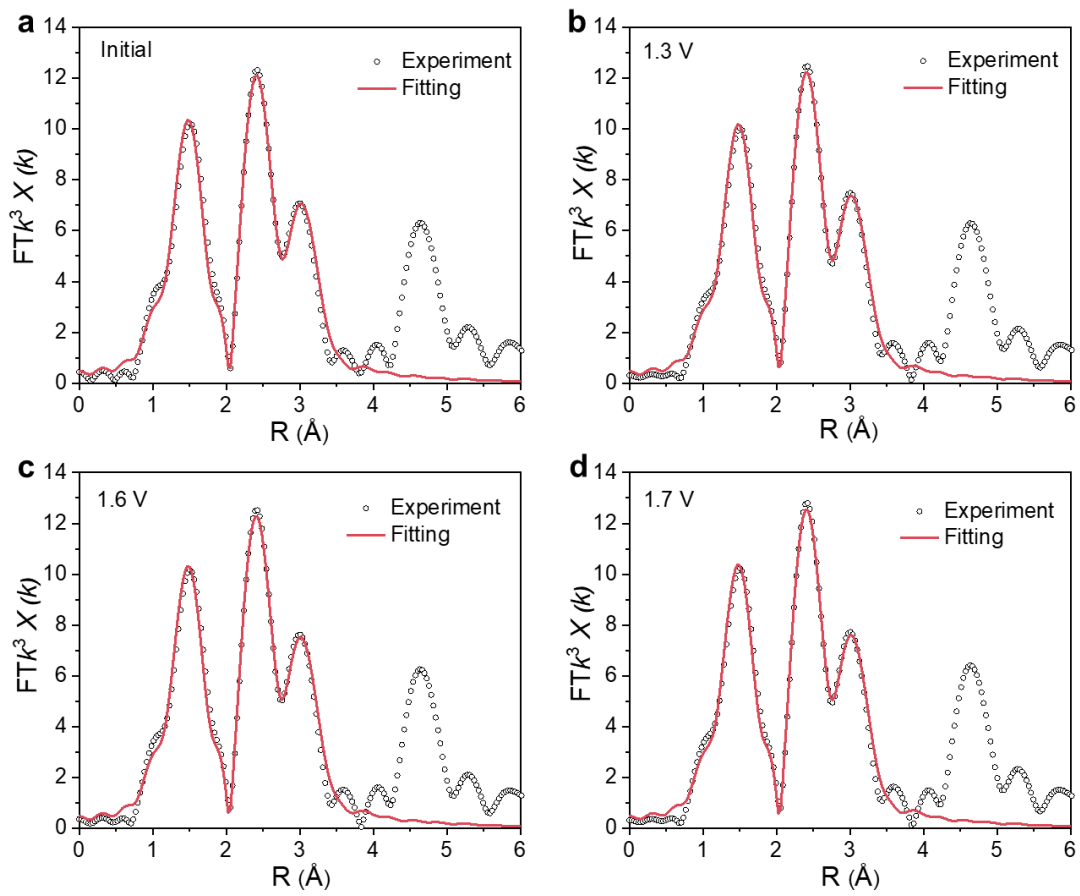 a
Initial
Experiment
Fitting
14
12
10
8
6
4
2
0
0 1 2 3 4 5 6
FTk³ X (k)
R (Å)
b
1.3 V
Experiment
Fitting
14
12
10
8
6
4
2
0
0 1 2 3 4 5 6
FTk³ X (k)
R (Å)
c
1.6 V
Experiment
Fitting
14
12
10
8
6
4
2
0
0 1 2 3 4 5 6
FTk³ X (k)
R (Å)
d
1.7 V
Experiment
Fitting
14
12
10
8
6
4
2
0
0 1 2 3 4 5 6
FTk³ X (k)
R (Å)